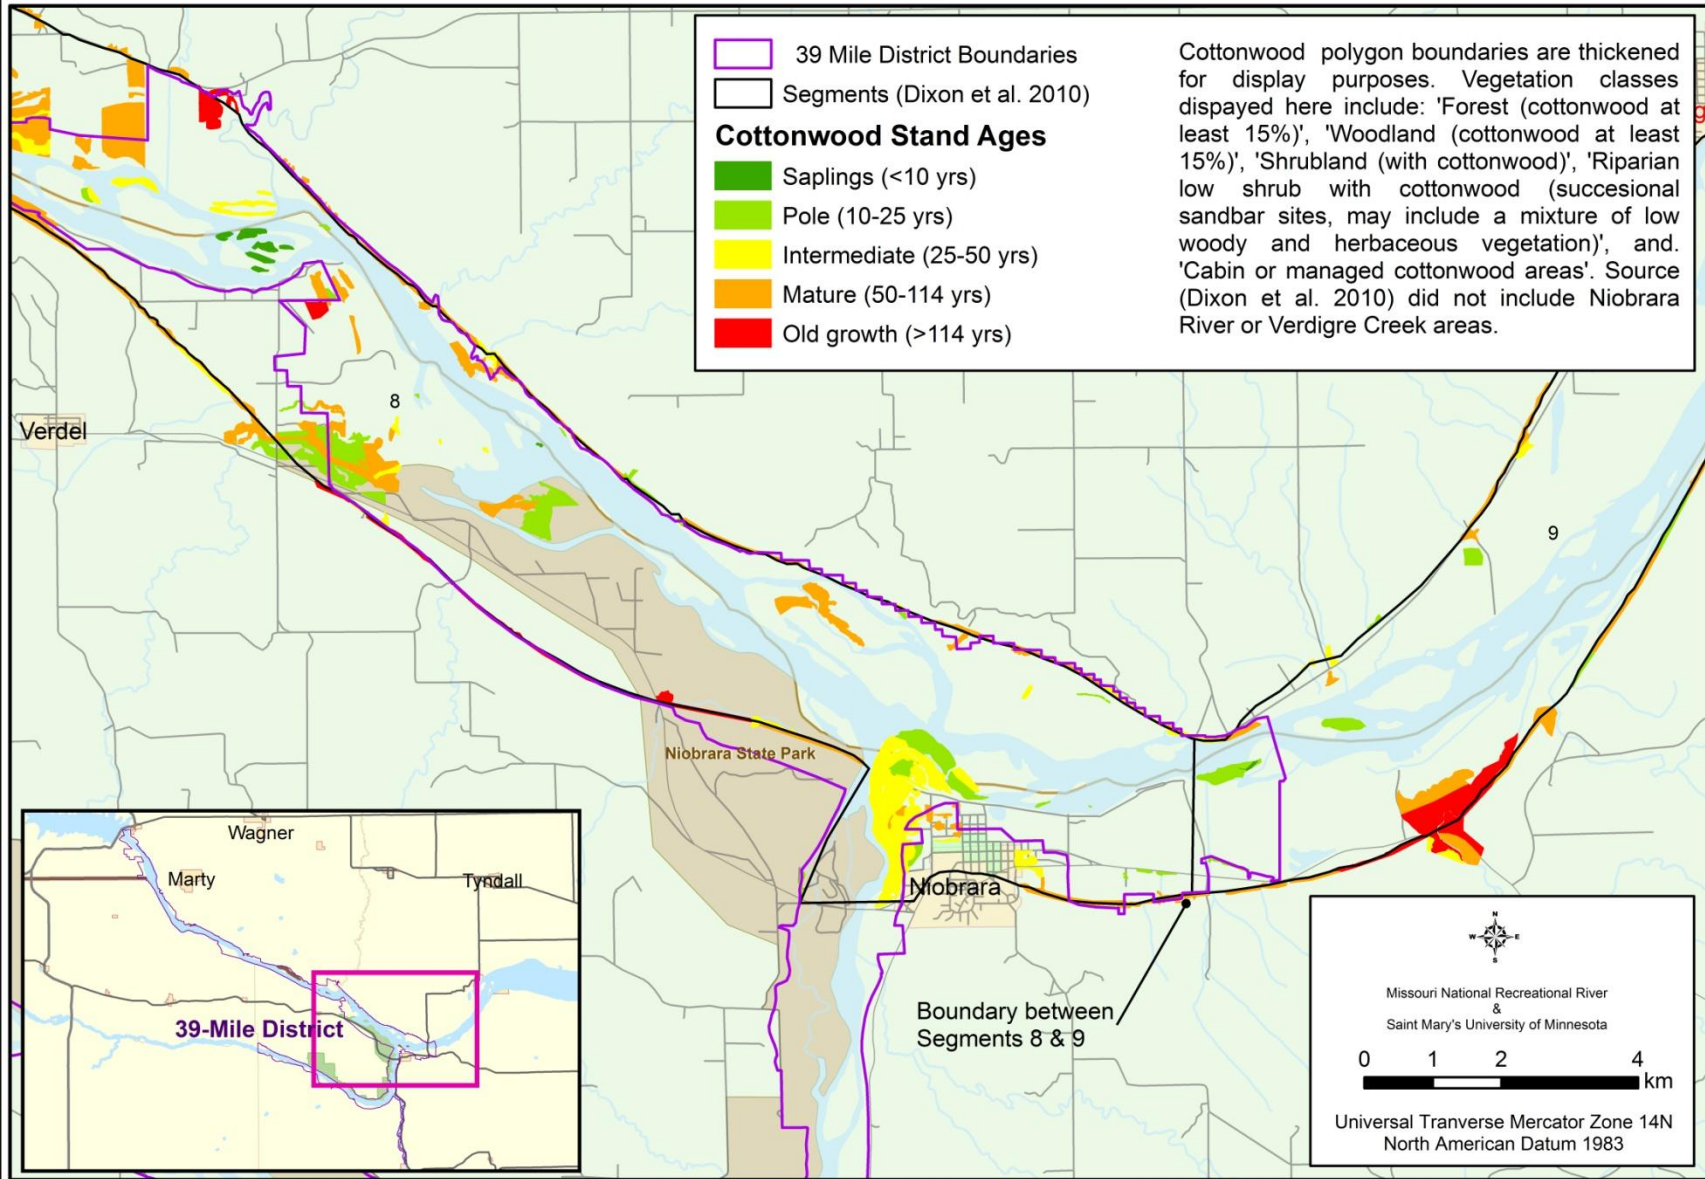 39 Mile District Boundaries
Segments (Dixon et al. 2010)
Cottonwood Stand Ages
Saplings (<10 yrs)
Pole (10-25 yrs)
Intermediate (25-50 yrs)
Mature (50-114 yrs)
Old growth (>114 yrs)
Cottonwood polygon boundaries are thickened
for display purposes. Vegetation classes
dispayed here include: 'Forest (cottonwood at
least 15%)', 'Woodland (cottonwood at least
15%)', 'Shrubland (with cottonwood)', 'Riparian
low shrub with cottonwood (succesional
sandbar sites, may include a mixture of low
woody and herbaceous vegetation)', and.
'Cabin or managed cottonwood areas'. Source
(Dixon et al. 2010) did not include Niobrara
River or Verdigre Creek areas.
g
8
Verdel
9
Niobrara State Park
Niobrara
Boundary between
Segments 8 & 9
Wagner
Marty
Tyndall
39-Mile District
N
W E
S
Missouri National Recreational River
&
Saint Mary's University of Minnesota
0 1 2 4
km
Universal Tranverse Mercator Zone 14N
North American Datum 1983